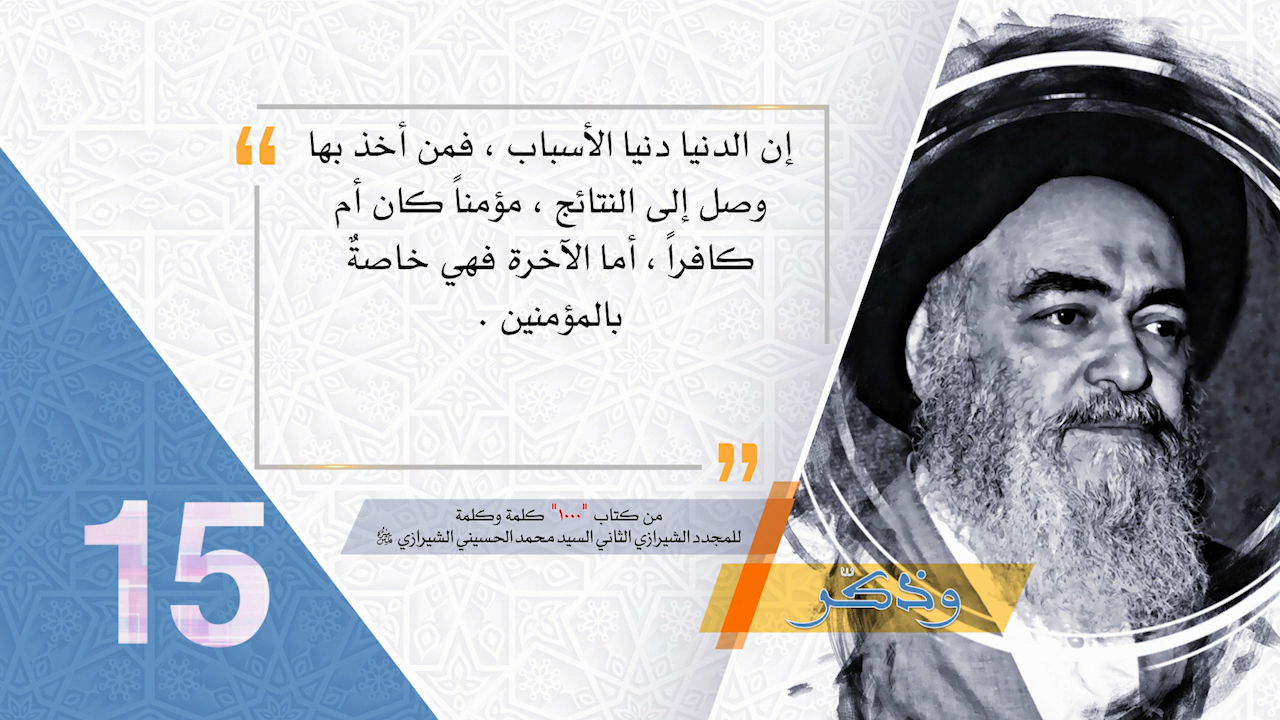 إن الدنيا دنيا الأسباب ، فمن أخذ بها
وصل إلى النتائج ، مؤمناً كان أم
كافراً ، أما الآخرة فهي خاصةٌ
بالمؤمنين .
من كتاب "١٠٠٠" كلمة وكلمة
للمجدد الشيرازي الثاني السيد محمد الحسيني الشيرازي
وذكّر
15